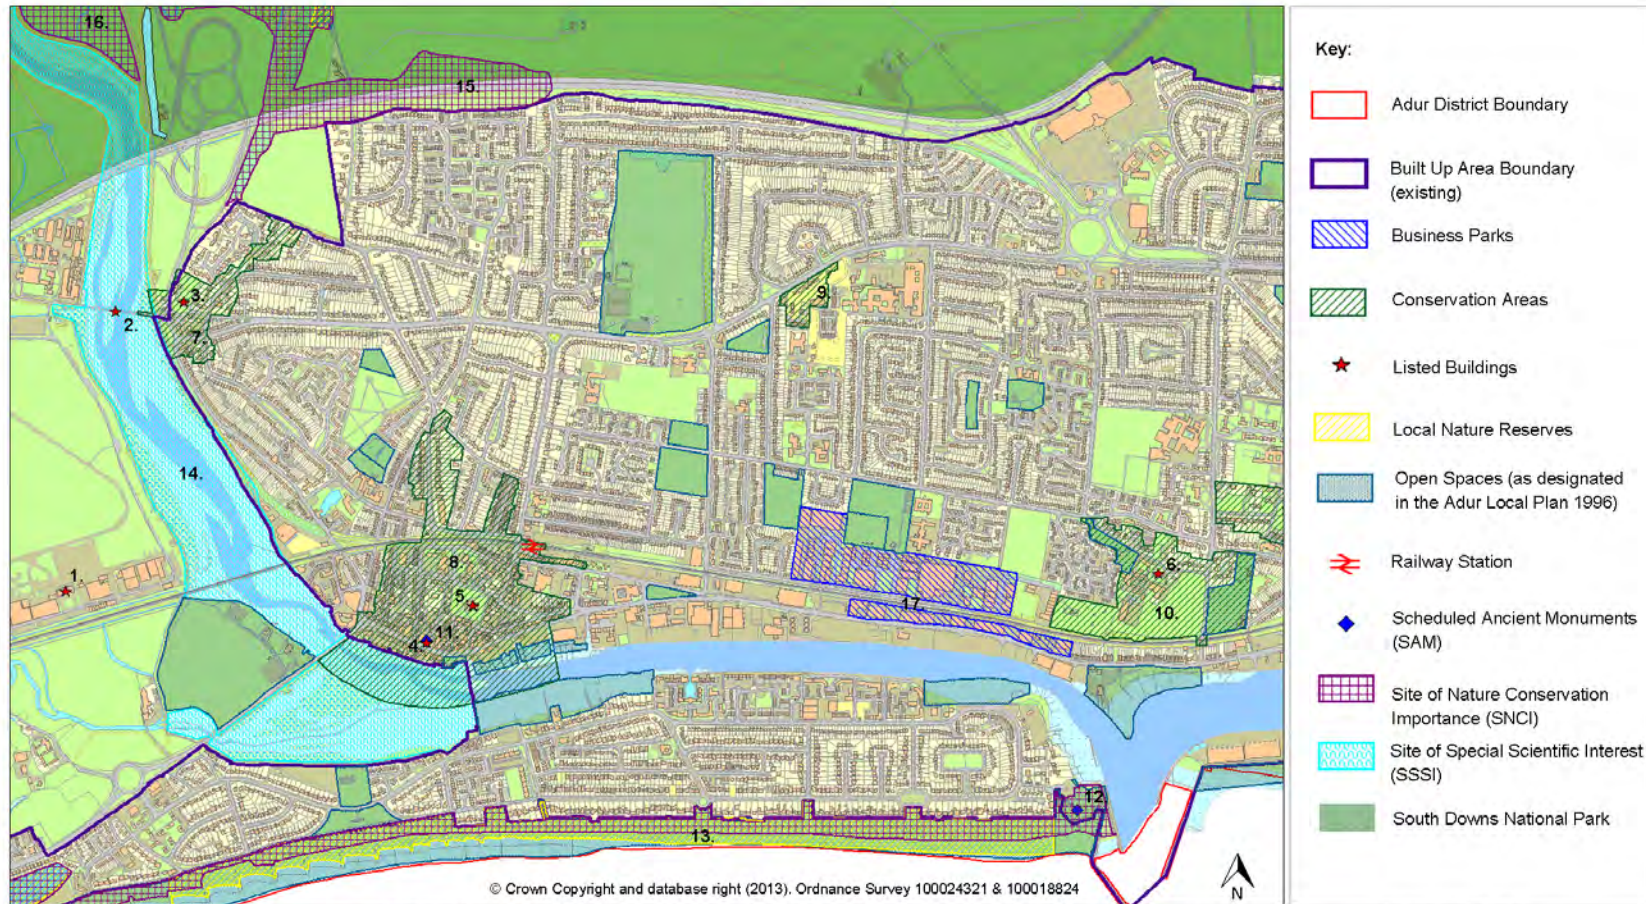 16.
15.
3.
2.
7.
9.
14.
1.
8
5.
11.
4.
6.
10.
17.
12.
13.
© Crown Copyright and database right (2013). Ordnance Survey 100024321 & 100018824
N
Key:
Adur District Boundary
Built Up Area Boundary
(existing)
Business Parks
Conservation Areas
Listed Buildings
Local Nature Reserves
Open Spaces (as designated
in the Adur Local Plan 1996)
Railway Station
Scheduled Ancient Monuments
(SAM)
Site of Nature Conservation
Importance (SNCI)
Site of Special Scientific Interest
(SSSI)
South Downs National Park